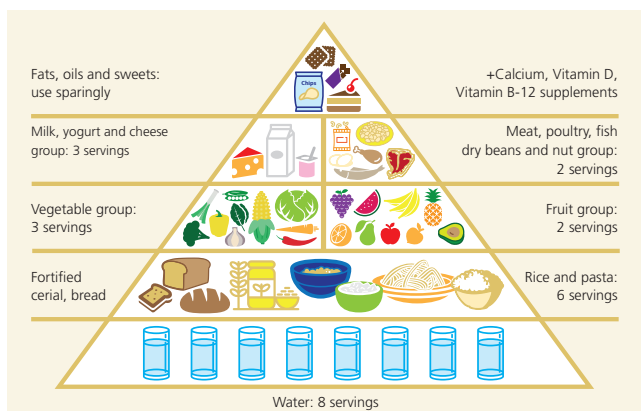 Fats, oils and sweets:
use sparingly
+Calcium, Vitamin D,
Vitamin B-12 supplements
Chips
Milk, yogurt and cheese
group: 3 servings
Meat, poultry, fish
dry beans and nut group:
2 servings
Vegetable group:
3 servings
Fruit group:
2 servings
Fortified
cerial, bread
Rice and pasta:
6 servings
Water: 8 servings